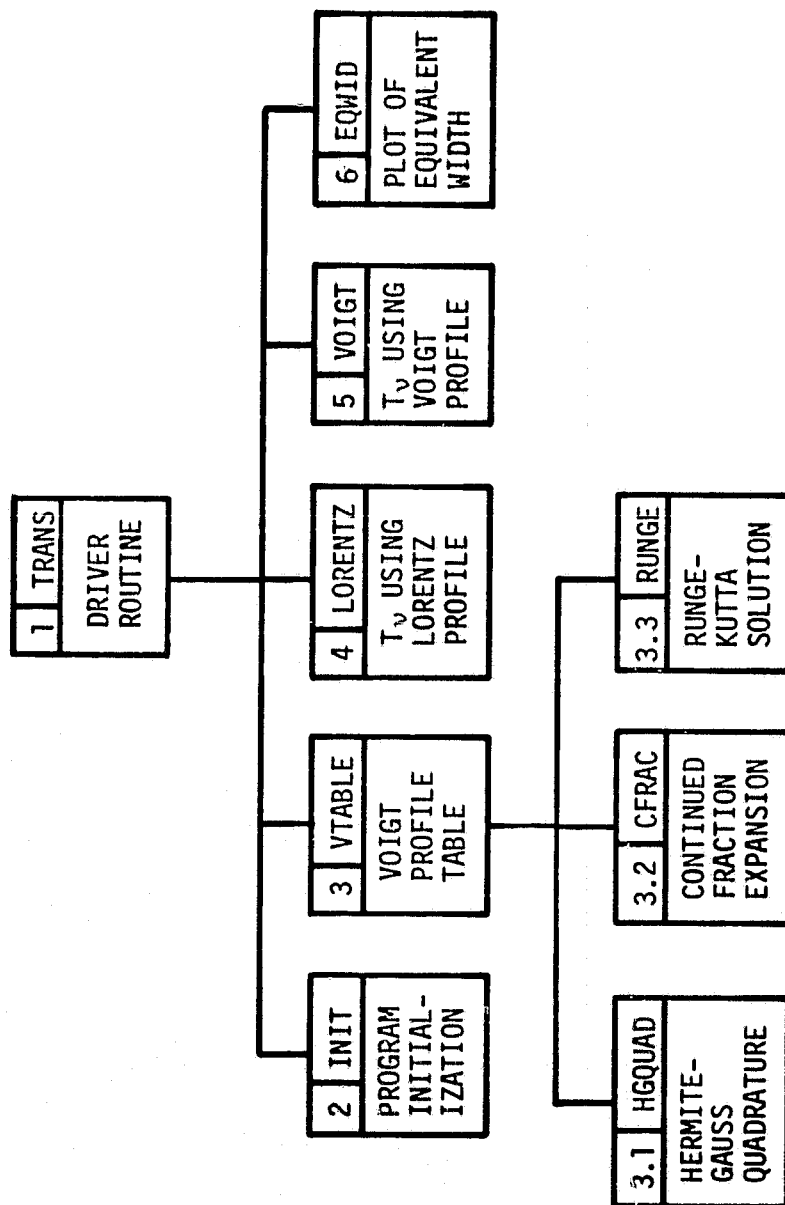 1 TRANS
DRIVER
ROUTINE
2 INIT
PROGRAM
INITIAL-
IZATION
3 VTABLE
VOIGT
PROFILE
TABLE
4 LORENTZ
Tν USING
LORENTZ
PROFILE
5 VOIGT
Tν USING
VOIGT
PROFILE
6 EQWID
PLOT OF
EQUIVALENT
WIDTH
3.1 HGQUAD
HERMITE-
GAUSS
QUADRATURE
3.2 CFRAC
CONTINUED
FRACTION
EXPANSION
3.3 RUNGE
RUNGE-
KUTTA
SOLUTION